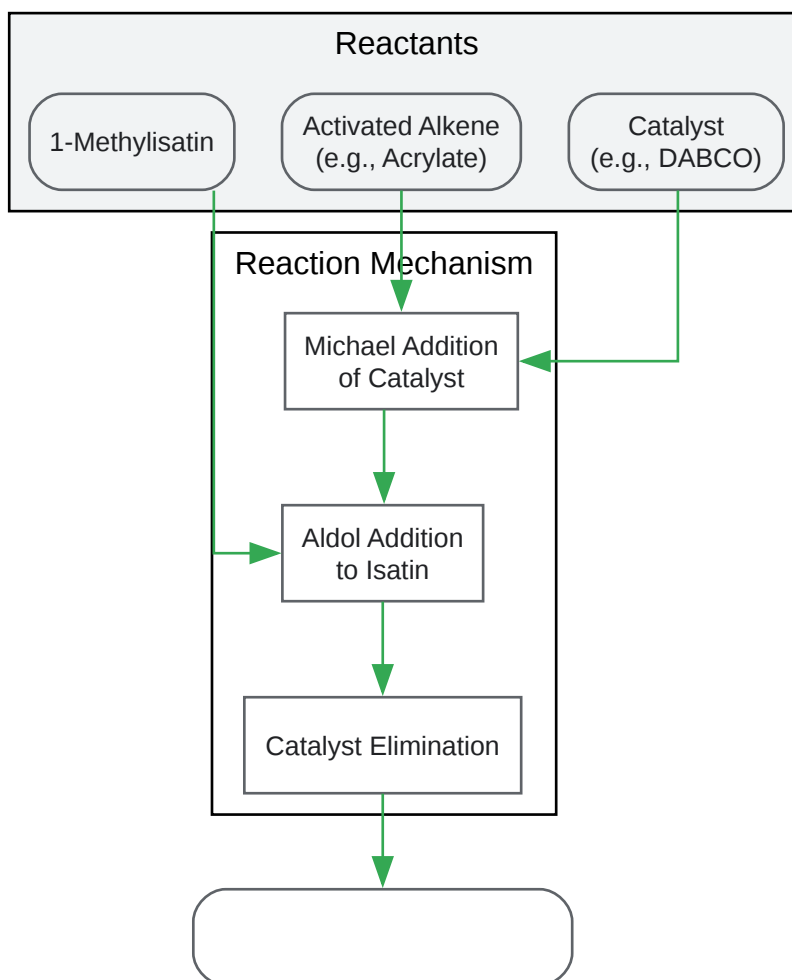 Reactants
1-Methylisatin
Activated Alkene
(e.g., Acrylate)
Catalyst
(e.g., DABCO)
Reaction Mechanism
Michael Addition
of Catalyst
Aldol Addition
to Isatin
Catalyst Elimination